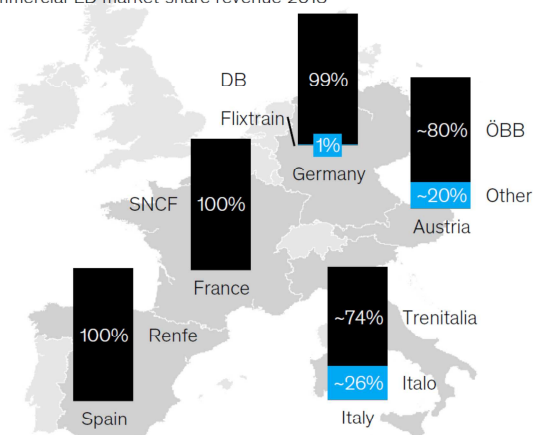 DB
99%
Flixtrain
1%
Germany
~80%
ÖBB
~20%
Other
Austria
SNCF
100%
France
100%
Renfe
Spain
~74%
Trenitalia
~26%
Italo
Italy